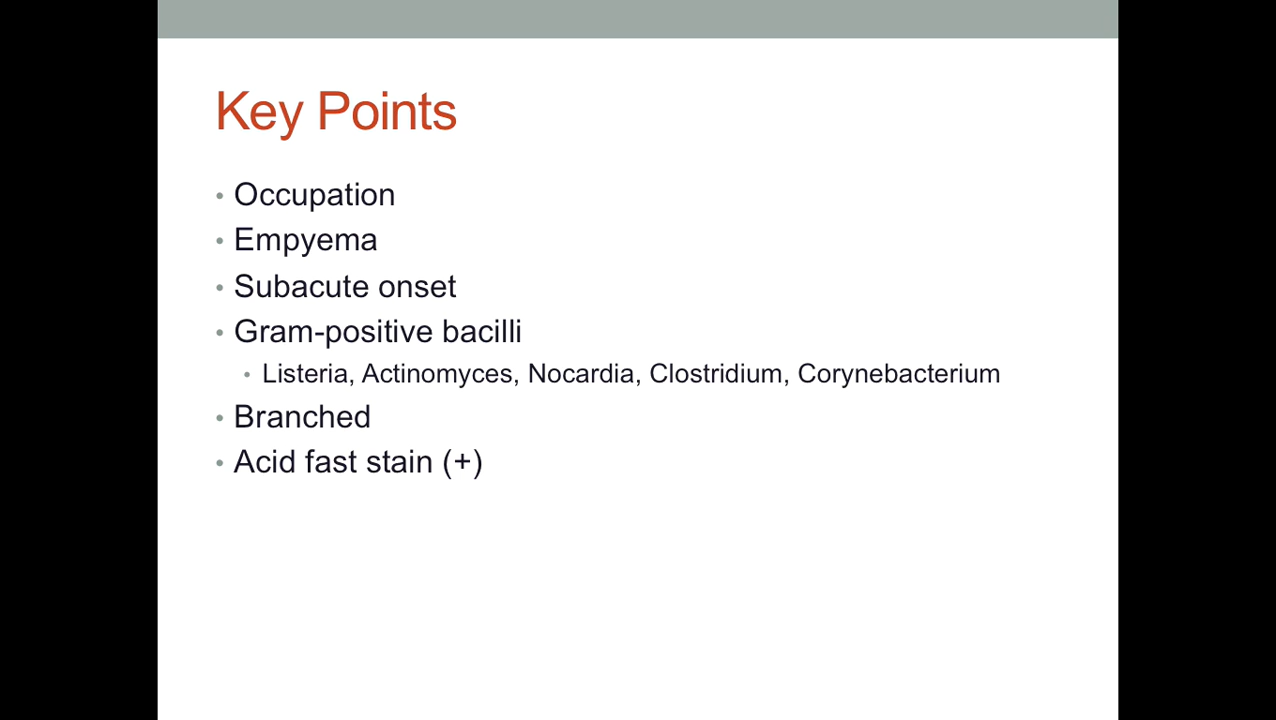 Key Points
• Occupation
• Empyema
• Subacute onset
• Gram-positive bacilli
• Listeria, Actinomyces, Nocardia, Clostridium, Corynebacterium
• Branched
• Acid fast stain (+)